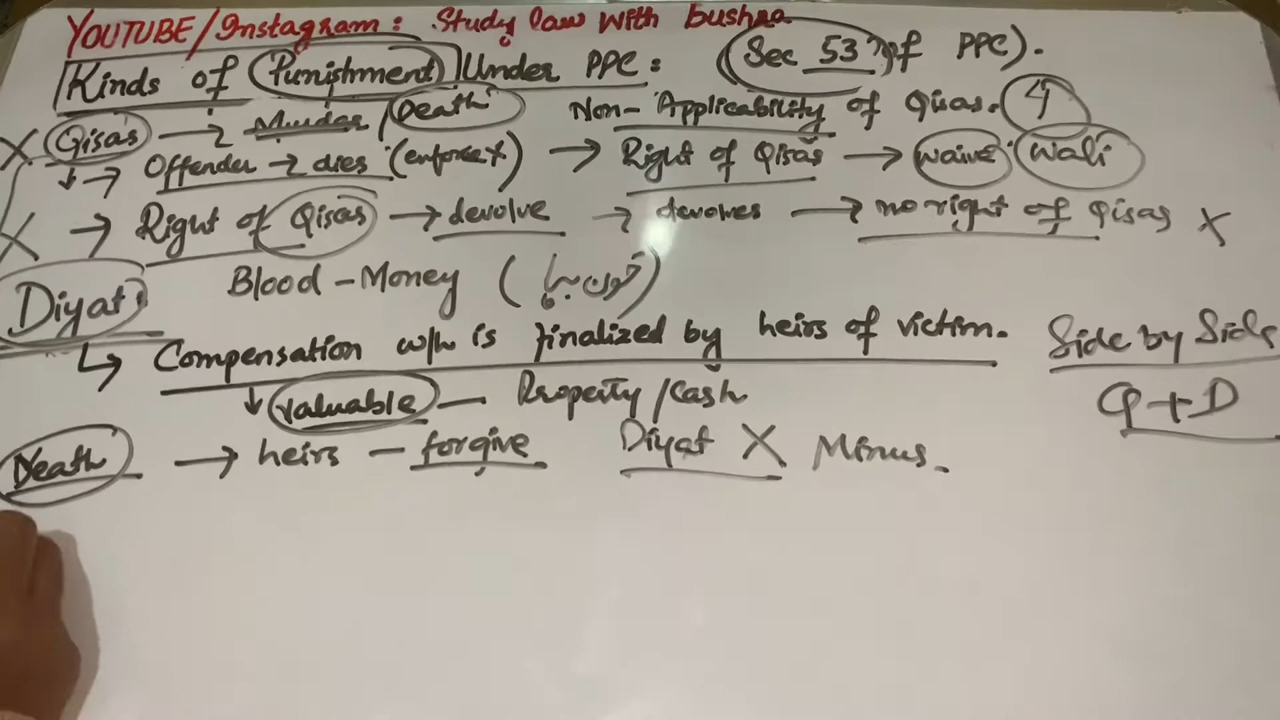 YOUTUBE/Instagram: Study law with bushra
Kinds of Punishment Under PPC: (Sec 53 of PPC).
Qisas → Murder/Death Non-Applicability of Qisas. 4
↳ → Offender → dies (enforce X) → Right of Qisas → waive Wali
→ Right of Qisas → devolve → devolves → no right of Qisas X
Diyat: Blood-Money (خون بہا)
↳ Compensation w/w is finalized by heirs of victim. Side by Side
↓ valuable — Property/Cash Q+D
Death → heirs – forgive Diyat X Minus.